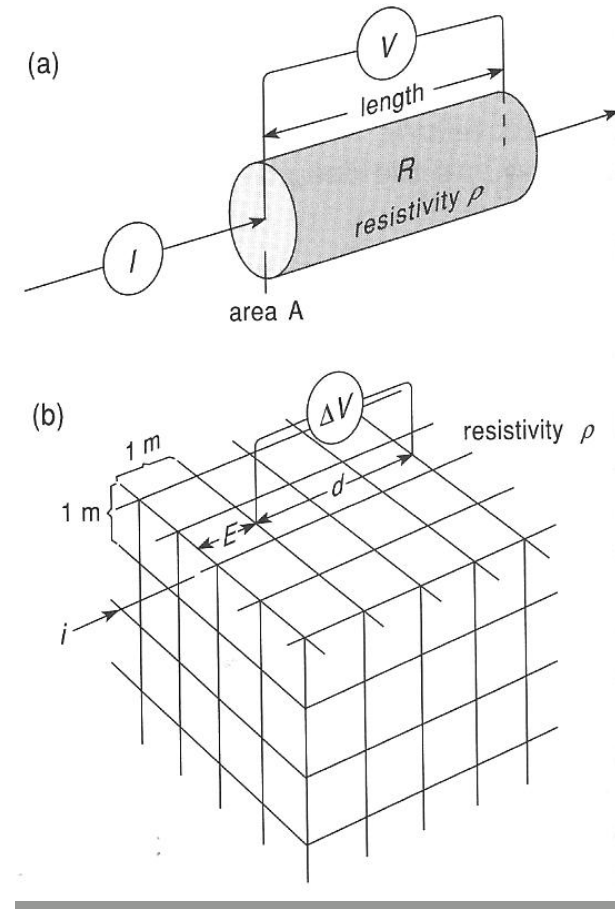 (a)
V
length
R
resistivity ρ
I
area A
(b)
ΔV
resistivity ρ
1 m
d
1 m
E
i